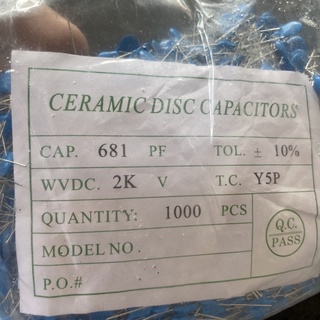 CERAMIC DISC CAPACITORS
CAP. 681 PF TOL. ± 10%
WVDC. 2K V T.C. Y5P
QUANTITY: 1000 PCS
Q.C.
PASS
MODEL NO.
P.O.#